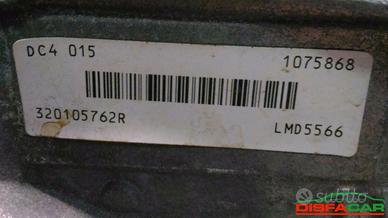 DC4 015 1075868
320105762R LMD5566
subito
DISFACAR